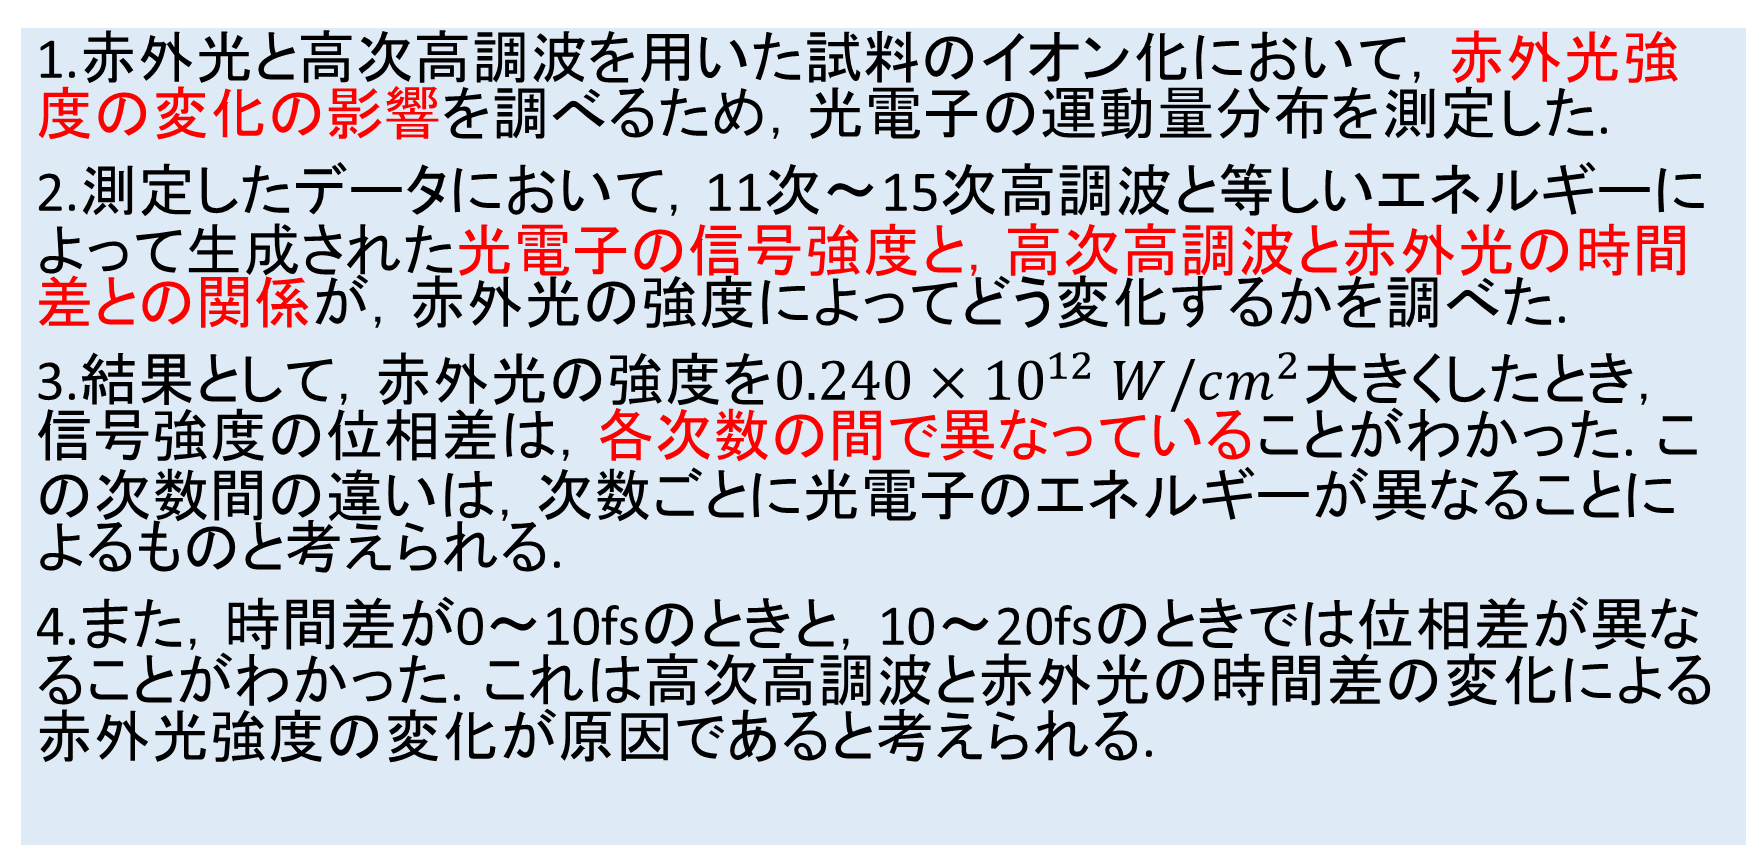 1.赤外光と高次高調波を用いた試料のイオン化において，赤外光強
度の変化の影響を調べるため，光電子の運動量分布を測定した.
2.測定したデータにおいて，11次～15次高調波と等しいエネルギーに
よって生成された光電子の信号強度と，高次高調波と赤外光の時間
差との関係が，赤外光の強度によってどう変化するかを調べた.
3.結果として，赤外光の強度を0.240 × 10¹² W/cm²大きくしたとき，
信号強度の位相差は，各次数の間で異なっていることがわかった. こ
の次数間の違いは，次数ごとに光電子のエネルギーが異なることに
よるものと考えられる.
4.また，時間差が0～10fsのときと，10～20fsのときでは位相差が異な
ることがわかった. これは高次高調波と赤外光の時間差の変化による
赤外光強度の変化が原因であると考えられる.